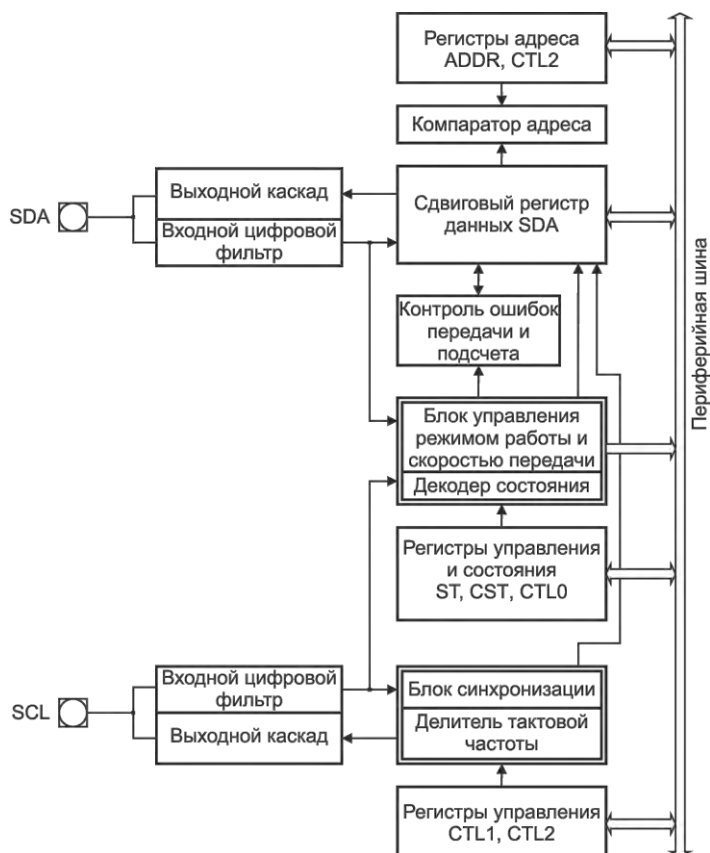 Регистры адреса
ADDR, CTL2
Компаратор адреса
SDA
Выходной каскад
Входной цифровой
фильтр
Сдвиговый регистр
данных SDA
Контроль ошибок
передачи и
подсчета
Периферийная шина
Блок управления
режимом работы и
скоростью передачи
Декодер состояния
Регистры управления
и состояния
ST, CST, CTL0
SCL
Входной цифровой
фильтр
Выходной каскад
Блок синхронизации
Делитель тактовой
частоты
Регистры управления
CTL1, CTL2